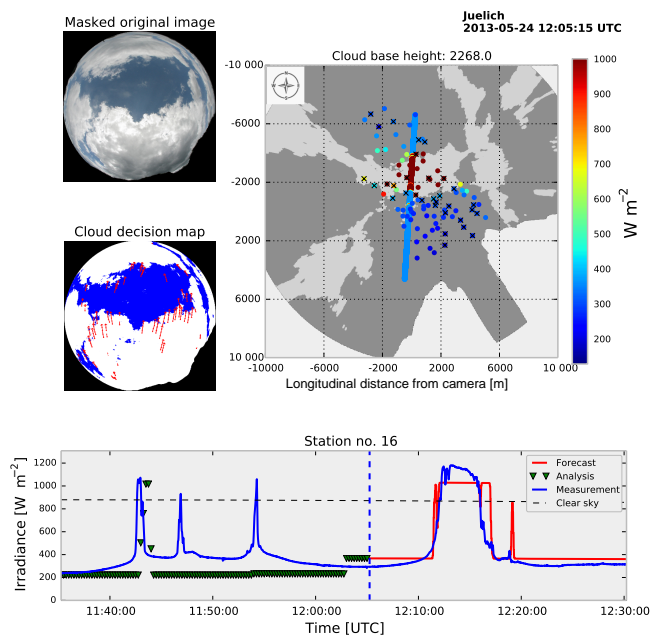 Masked original image
Juelich
2013-05-24 12:05:15 UTC
Cloud base height: 2268.0
-10 000
-6000
-2000
2000
6000
10 000
-10000
-6000
-2000
2000
6000
10 000
Longitudinal distance from camera [m]
1000
900
800
700
600
500
400
300
200
W m−2
Cloud decision map
Station no. 16
Irradiance [W m−2]
1200
1000
800
600
400
200
0
Forecast
Analysis
Measurement
Clear sky
11:40:00
11:50:00
12:00:00
12:10:00
12:20:00
12:30:00
Time [UTC]